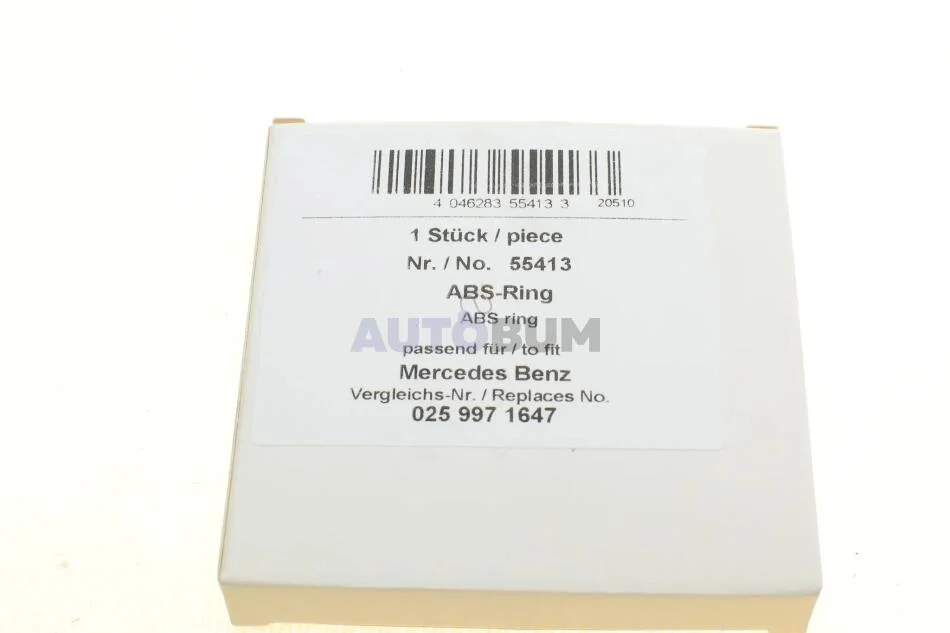 4 046283 55413 3 20510
1 Stück / piece
Nr. / No. 55413
ABS-Ring
ABS ring
AUTOBUM
passend für / to fit
Mercedes Benz
Vergleichs-Nr. / Replaces No.
025 997 1647